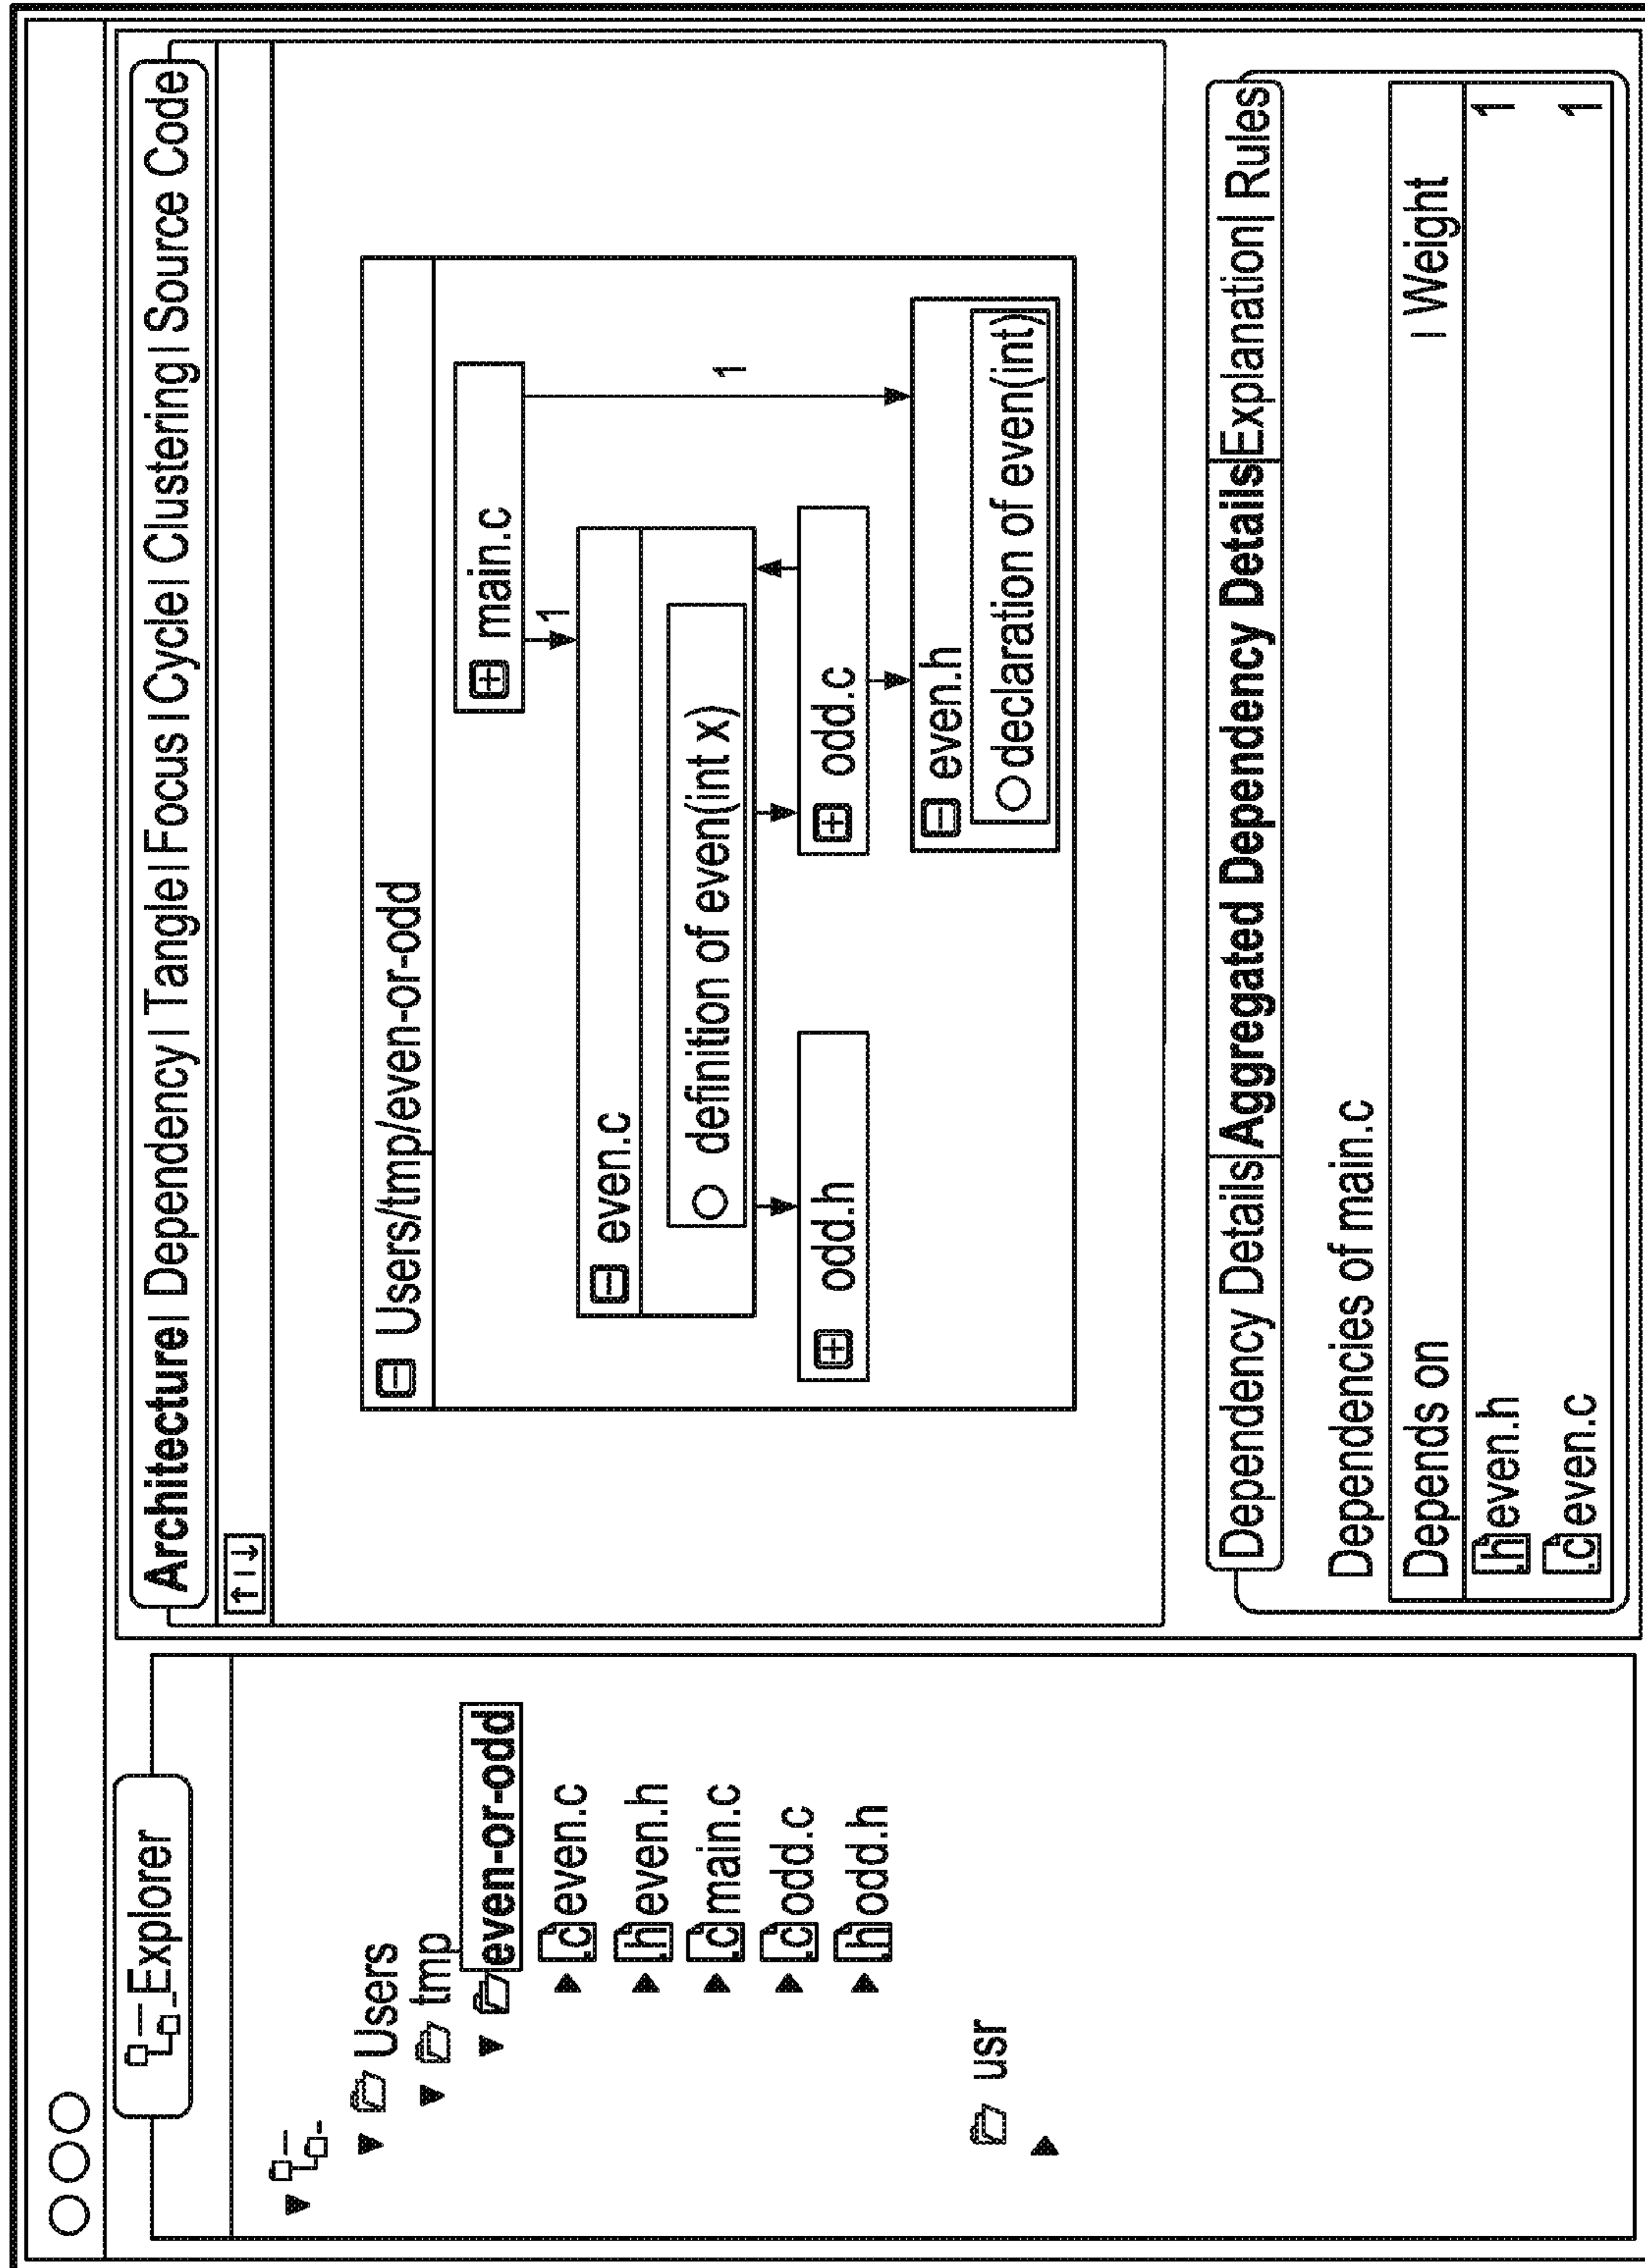 Explorer
Users
tmp
even-or-odd
.c even.c
.h even.h
.c main.c
.c odd.c
.h odd.h
usr
Architecture | Dependency | Tangle | Focus | Cycle | Clustering | Source Code
Users/tmp/even-or-odd
main.c
1
1
even.c
definition of even(int x)
odd.h
odd.c
even.h
declaration of even(int)
Dependency Details | Aggregated Dependency Details | Explanation | Rules
Dependencies of main.c
Depends on | Weight
.h even.h 1
.c even.c 1